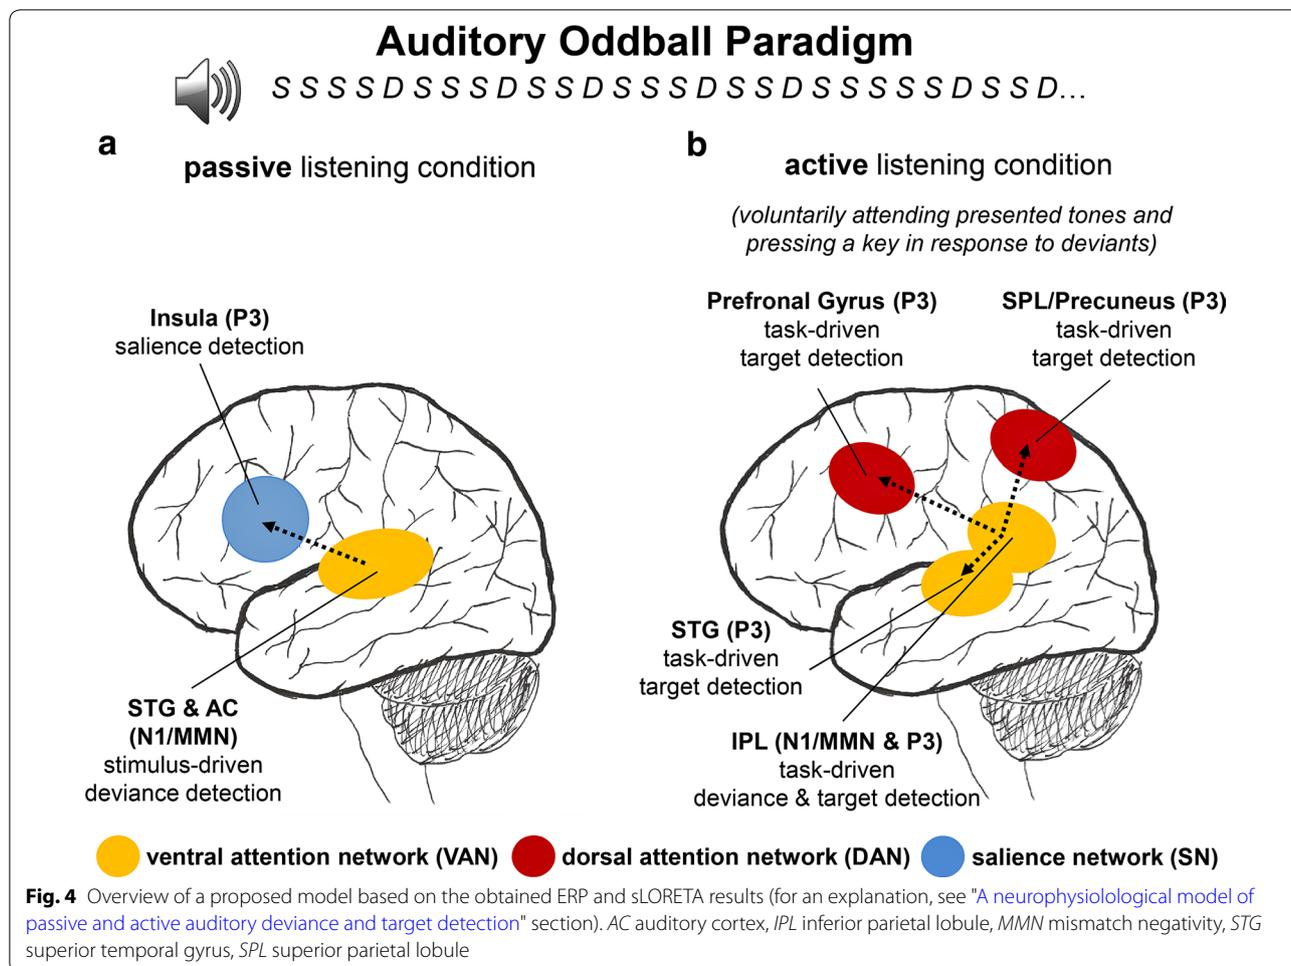 Auditory Oddball Paradigm
S S S S D S S S D S S D S S S D S S D S S S S S D S S D...
a
passive listening condition
Insula (P3)
salience detection
STG & AC
(N1/MMN)
stimulus-driven
deviance detection
b
active listening condition
(voluntarily attending presented tones and
pressing a key in response to deviants)
Prefronal Gyrus (P3)
task-driven
target detection
SPL/Precuneus (P3)
task-driven
target detection
STG (P3)
task-driven
target detection
IPL (N1/MMN & P3)
task-driven
deviance & target detection
ventral attention network (VAN)
dorsal attention network (DAN)
salience network (SN)
Fig. 4 Overview of a proposed model based on the obtained ERP and sLORETA results (for an explanation, see "A neurophysiolological model of
passive and active auditory deviance and target detection" section). AC auditory cortex, IPL inferior parietal lobule, MMN mismatch negativity, STG
superior temporal gyrus, SPL superior parietal lobule